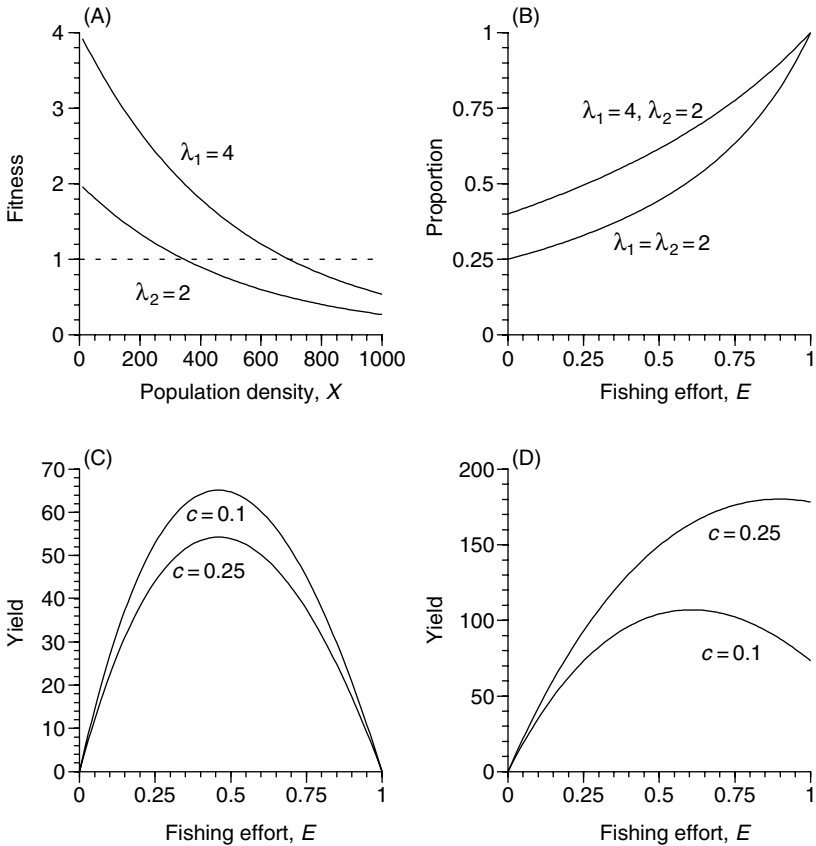 (A)
4
3
2
1
0
Fitness
λ₁ = 4
λ₂ = 2
0 200 400 600 800 1000
Population density, X
(B)
1
0.75
0.5
0.25
0
Proportion
λ₁ = 4, λ₂ = 2
λ₁ = λ₂ = 2
0 0.25 0.5 0.75 1
Fishing effort, E
(C)
70
60
50
40
30
20
10
0
Yield
c = 0.1
c = 0.25
0 0.25 0.5 0.75 1
Fishing effort, E
(D)
200
150
100
50
0
Yield
c = 0.25
c = 0.1
0 0.25 0.5 0.75 1
Fishing effort, E